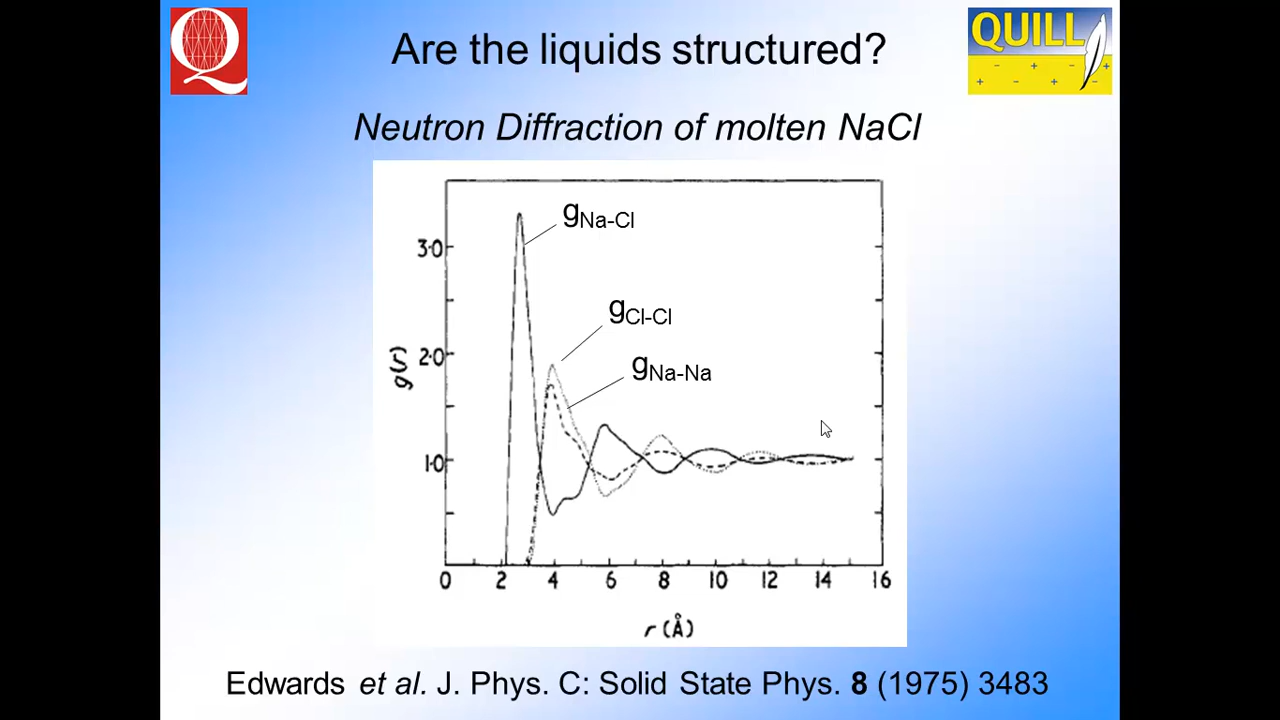 Q
QUILL
Are the liquids structured?
Neutron Diffraction of molten NaCl
gNa-Cl
3·0
gCl-Cl
2·0
gNa-Na
g(r)
1·0
0 2 4 6 8 10 12 14 16
r (Å)
Edwards et al. J. Phys. C: Solid State Phys. 8 (1975) 3483